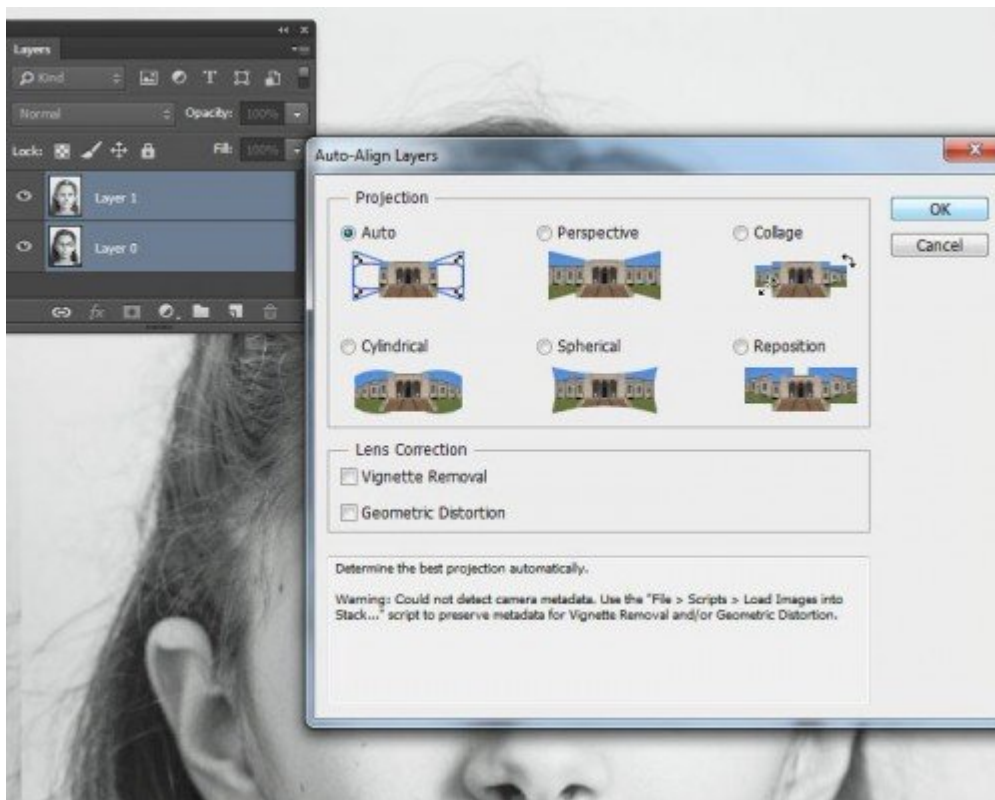 Layers
Kind
Normal
Opacity: 100%
Lock:
Fill: 100%
Layer 1
Layer 0
fx
Auto-Align Layers
Projection
Auto
Perspective
Collage
Cylindrical
Spherical
Reposition
OK
Cancel
Lens Correction
Vignette Removal
Geometric Distortion
Determine the best projection automatically.
Warning: Could not detect camera metadata. Use the "File > Scripts > Load Images into
Stack..." script to preserve metadata for Vignette Removal and/or Geometric Distortion.